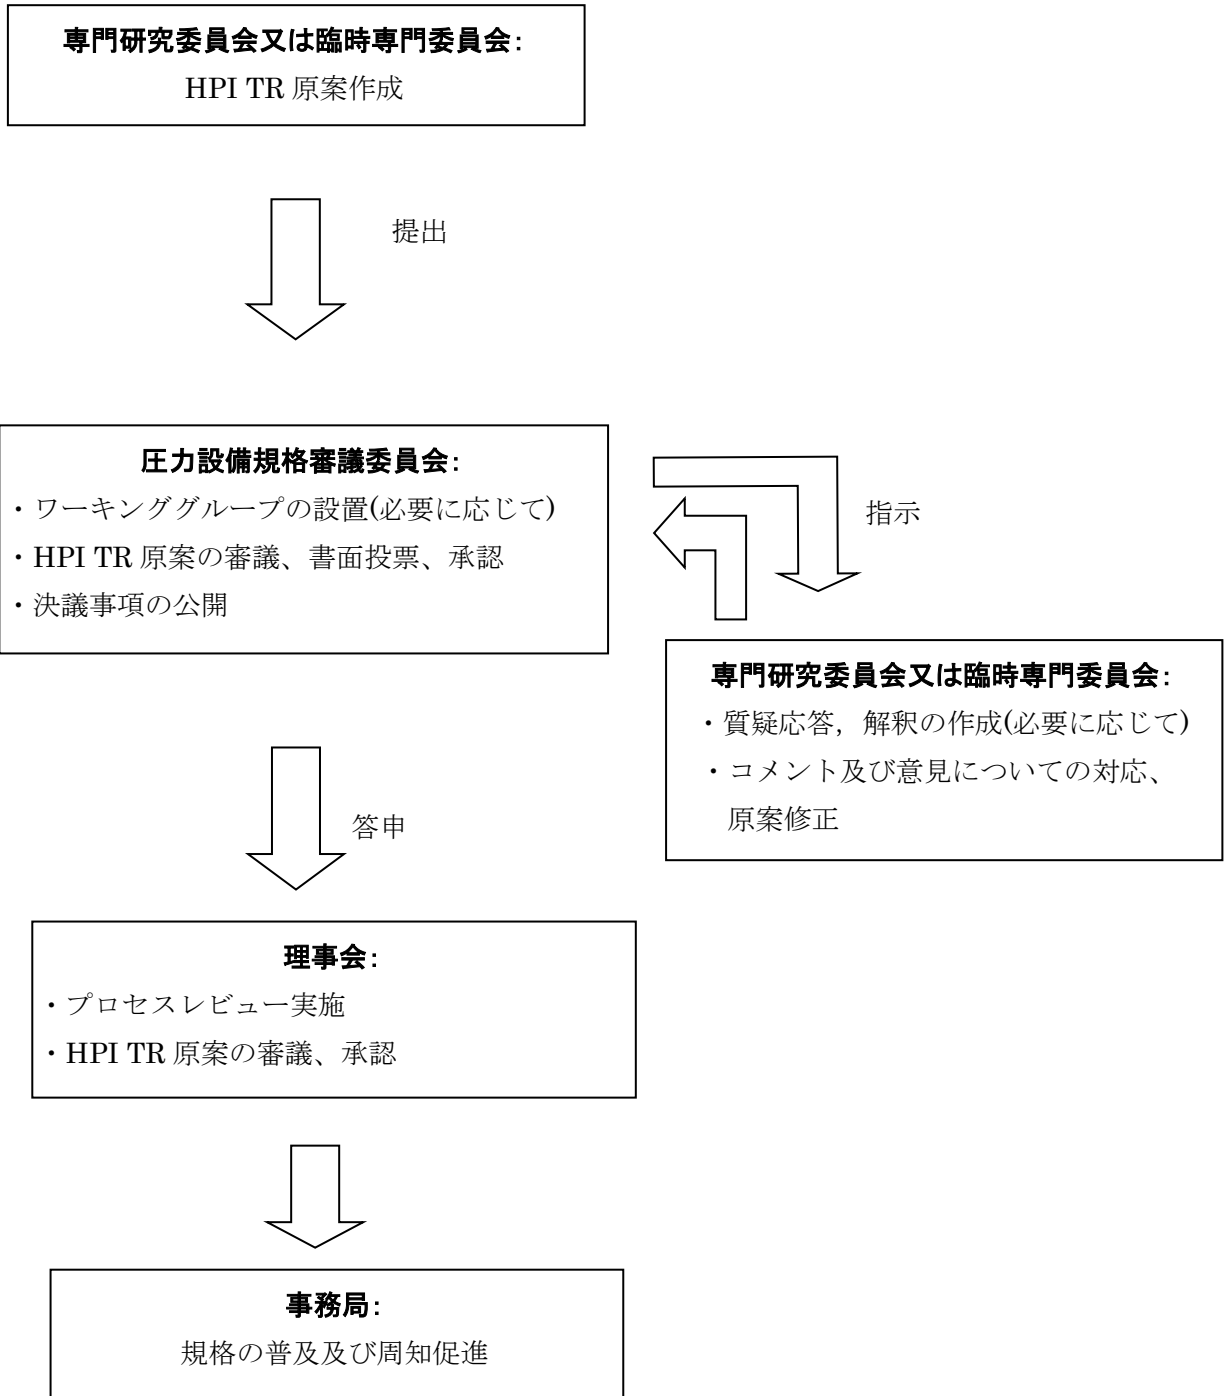 専門研究委員会又は臨時専門委員会：
HPI TR 原案作成
提出
圧力設備規格審議委員会：
・ワーキンググループの設置(必要に応じて)
・HPI TR 原案の審議、書面投票、承認
・決議事項の公開
指示
専門研究委員会又は臨時専門委員会：
・質疑応答，解釈の作成(必要に応じて)
・コメント及び意見についての対応、
原案修正
答申
理事会：
・プロセスレビュー実施
・HPI TR 原案の審議、承認
事務局：
規格の普及及び周知促進